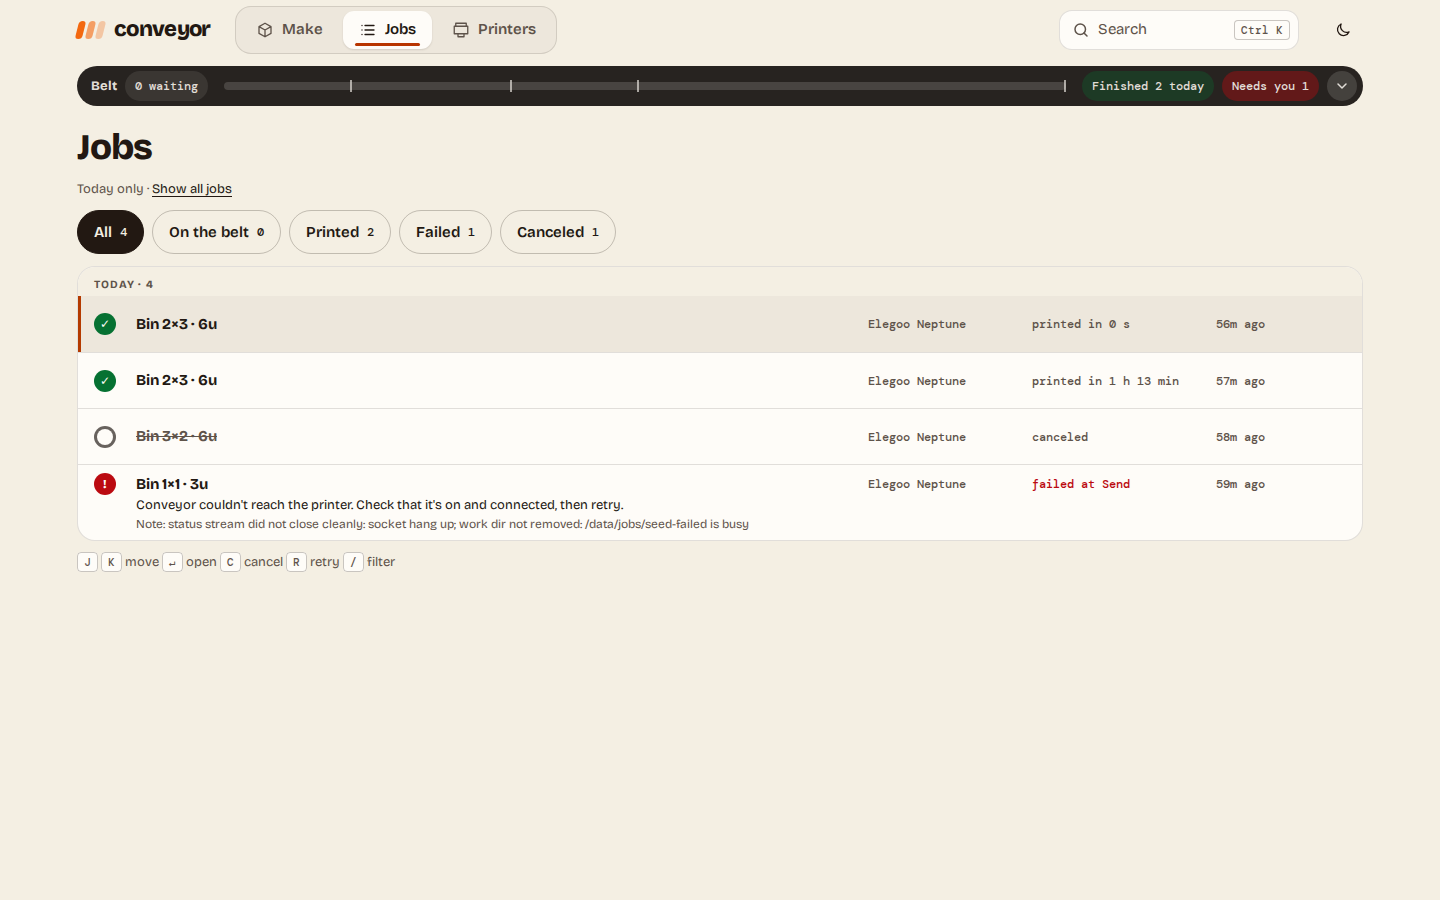 conveyor Make Jobs Printers Search Ctrl K
Belt 0 waiting Finished 2 today Needs you 1
Jobs
Today only · Show all jobs
All 4 On the belt 0 Printed 2 Failed 1 Canceled 1
TODAY · 4
✓ Bin 2×3 · 6u Elegoo Neptune printed in 0 s 56m ago
✓ Bin 2×3 · 6u Elegoo Neptune printed in 1 h 13 min 57m ago
Bin 3×2 · 6u Elegoo Neptune canceled 58m ago
! Bin 1×1 · 3u Elegoo Neptune failed at Send 59m ago
Conveyor couldn't reach the printer. Check that it's on and connected, then retry.
Note: status stream did not close cleanly: socket hang up; work dir not removed: /data/jobs/seed-failed is busy
J K move ↵ open C cancel R retry / filter